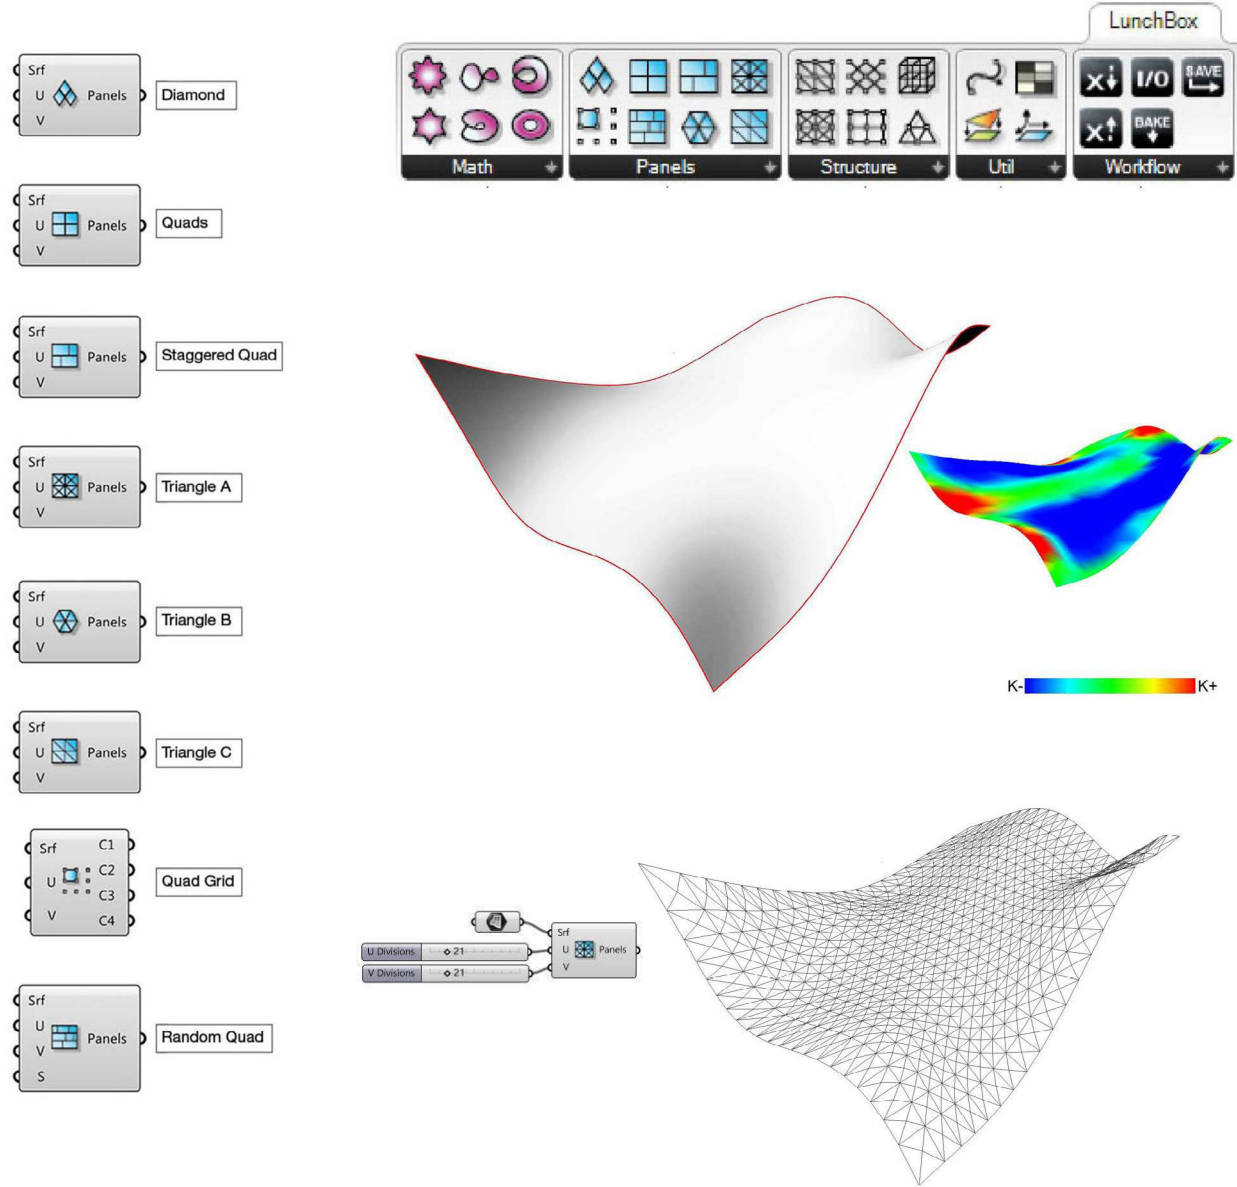 LunchBox
X I/O SAVE
X BAKE
Math Panels Structure Util Workflow
Srf
U Panels Diamond
V
Srf
U Panels Quads
V
Srf
U Panels Staggered Quad
V
Srf
U Panels Triangle A
V
Srf
U Panels Triangle B
V
Srf
U Panels Triangle C
V
Srf C1
U C2 Quad Grid
V C3
C4
Srf
U Panels Random Quad
V
S
K- K+
Srf
U Divisions 21 U Panels
V Divisions 21 V